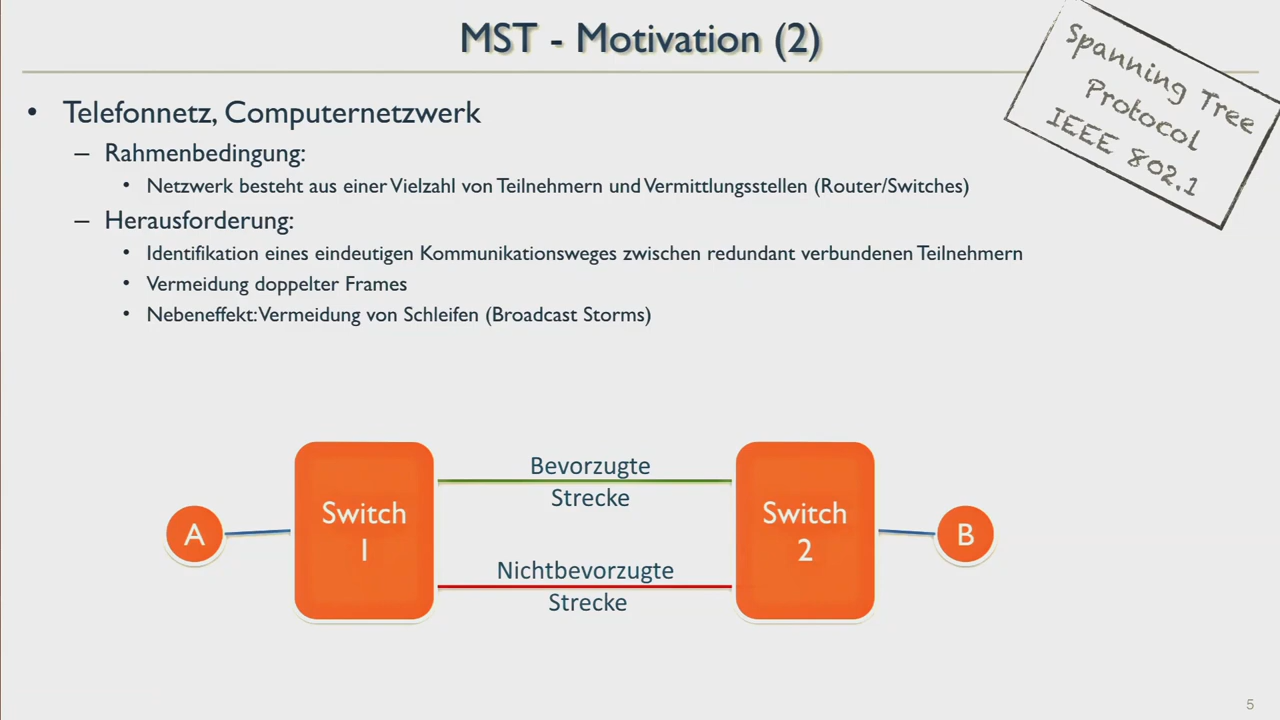 MST - Motivation (2)
Spanning Tree
Protocol
IEEE 802.1
• Telefonnetz, Computernetzwerk
– Rahmenbedingung:
• Netzwerk besteht aus einer Vielzahl von Teilnehmern und Vermittlungsstellen (Router/Switches)
– Herausforderung:
• Identifikation eines eindeutigen Kommunikationsweges zwischen redundant verbundenen Teilnehmern
• Vermeidung doppelter Frames
• Nebeneffekt: Vermeidung von Schleifen (Broadcast Storms)
A
Switch
1
Bevorzugte
Strecke
Nichtbevorzugte
Strecke
Switch
2
B
5